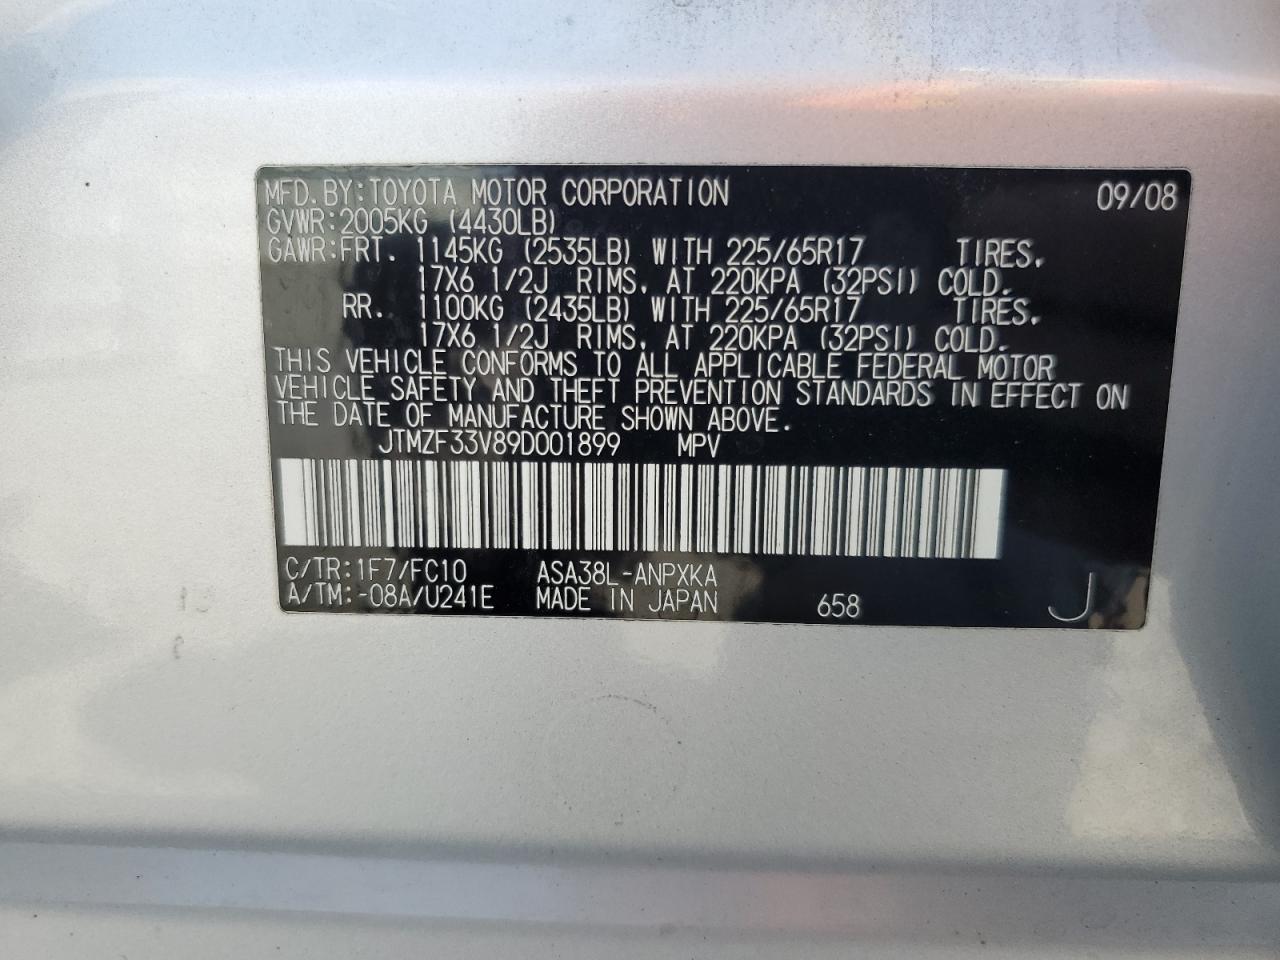 MFD. BY: TOYOTA MOTOR CORPORATION 09/08
GVWR: 2005KG (4430LB)
GAWR: FRT. 1145KG (2535LB) WITH 225/65R17 TIRES,
17X6 1/2J RIMS, AT 220KPA (32PSI) COLD.
RR. 1100KG (2435LB) WITH 225/65R17 TIRES,
17X6 1/2J RIMS, AT 220KPA (32PSI) COLD.
THIS VEHICLE CONFORMS TO ALL APPLICABLE FEDERAL MOTOR
VEHICLE SAFETY AND THEFT PREVENTION STANDARDS IN EFFECT ON
THE DATE OF MANUFACTURE SHOWN ABOVE.
JTMZF33V89D001899 MPV
C/TR: 1F7/FC10 ASA38L-ANPXKA
A/TM: -08A/U241E MADE IN JAPAN 658 J